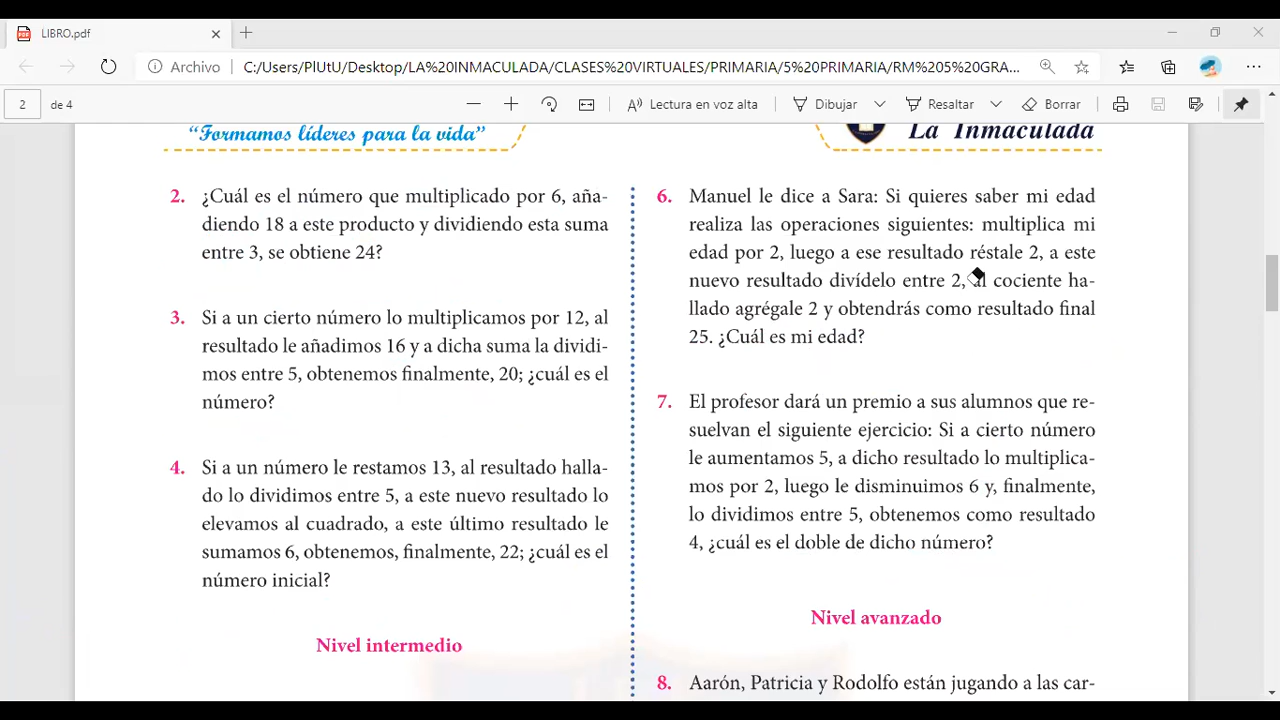 LIBRO.pdf
Archivo C:/Users/PlUtU/Desktop/LA%20INMACULADA/CLASES%20VIRTUALES/PRIMARIA/5%20PRIMARIA/RM%205%20GRA...
2 de 4 Lectura en voz alta Dibujar Resaltar Borrar
“Formamos líderes para la vida”
La Inmaculada
2. ¿Cuál es el número que multiplicado por 6, aña-
diendo 18 a este producto y dividiendo esta suma
entre 3, se obtiene 24?
3. Si a un cierto número lo multiplicamos por 12, al
resultado le añadimos 16 y a dicha suma la dividi-
mos entre 5, obtenemos finalmente, 20; ¿cuál es el
número?
4. Si a un número le restamos 13, al resultado halla-
do lo dividimos entre 5, a este nuevo resultado lo
elevamos al cuadrado, a este último resultado le
sumamos 6, obtenemos, finalmente, 22; ¿cuál es el
número inicial?
Nivel intermedio
6. Manuel le dice a Sara: Si quieres saber mi edad
realiza las operaciones siguientes: multiplica mi
edad por 2, luego a ese resultado réstale 2, a este
nuevo resultado divídelo entre 2, al cociente ha-
llado agrégale 2 y obtendrás como resultado final
25. ¿Cuál es mi edad?
7. El profesor dará un premio a sus alumnos que re-
suelvan el siguiente ejercicio: Si a cierto número
le aumentamos 5, a dicho resultado lo multiplica-
mos por 2, luego le disminuimos 6 y, finalmente,
lo dividimos entre 5, obtenemos como resultado
4, ¿cuál es el doble de dicho número?
Nivel avanzado
8. Aarón, Patricia y Rodolfo están jugando a las car-